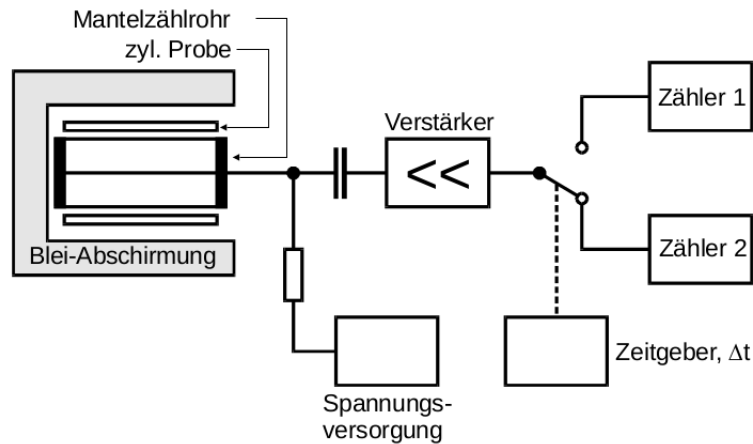 Mantelzählrohr
zyl. Probe
Zähler 1
Verstärker
<<
Blei-Abschirmung
Zähler 2
Zeitgeber, Δt
Spannungs-
versorgung